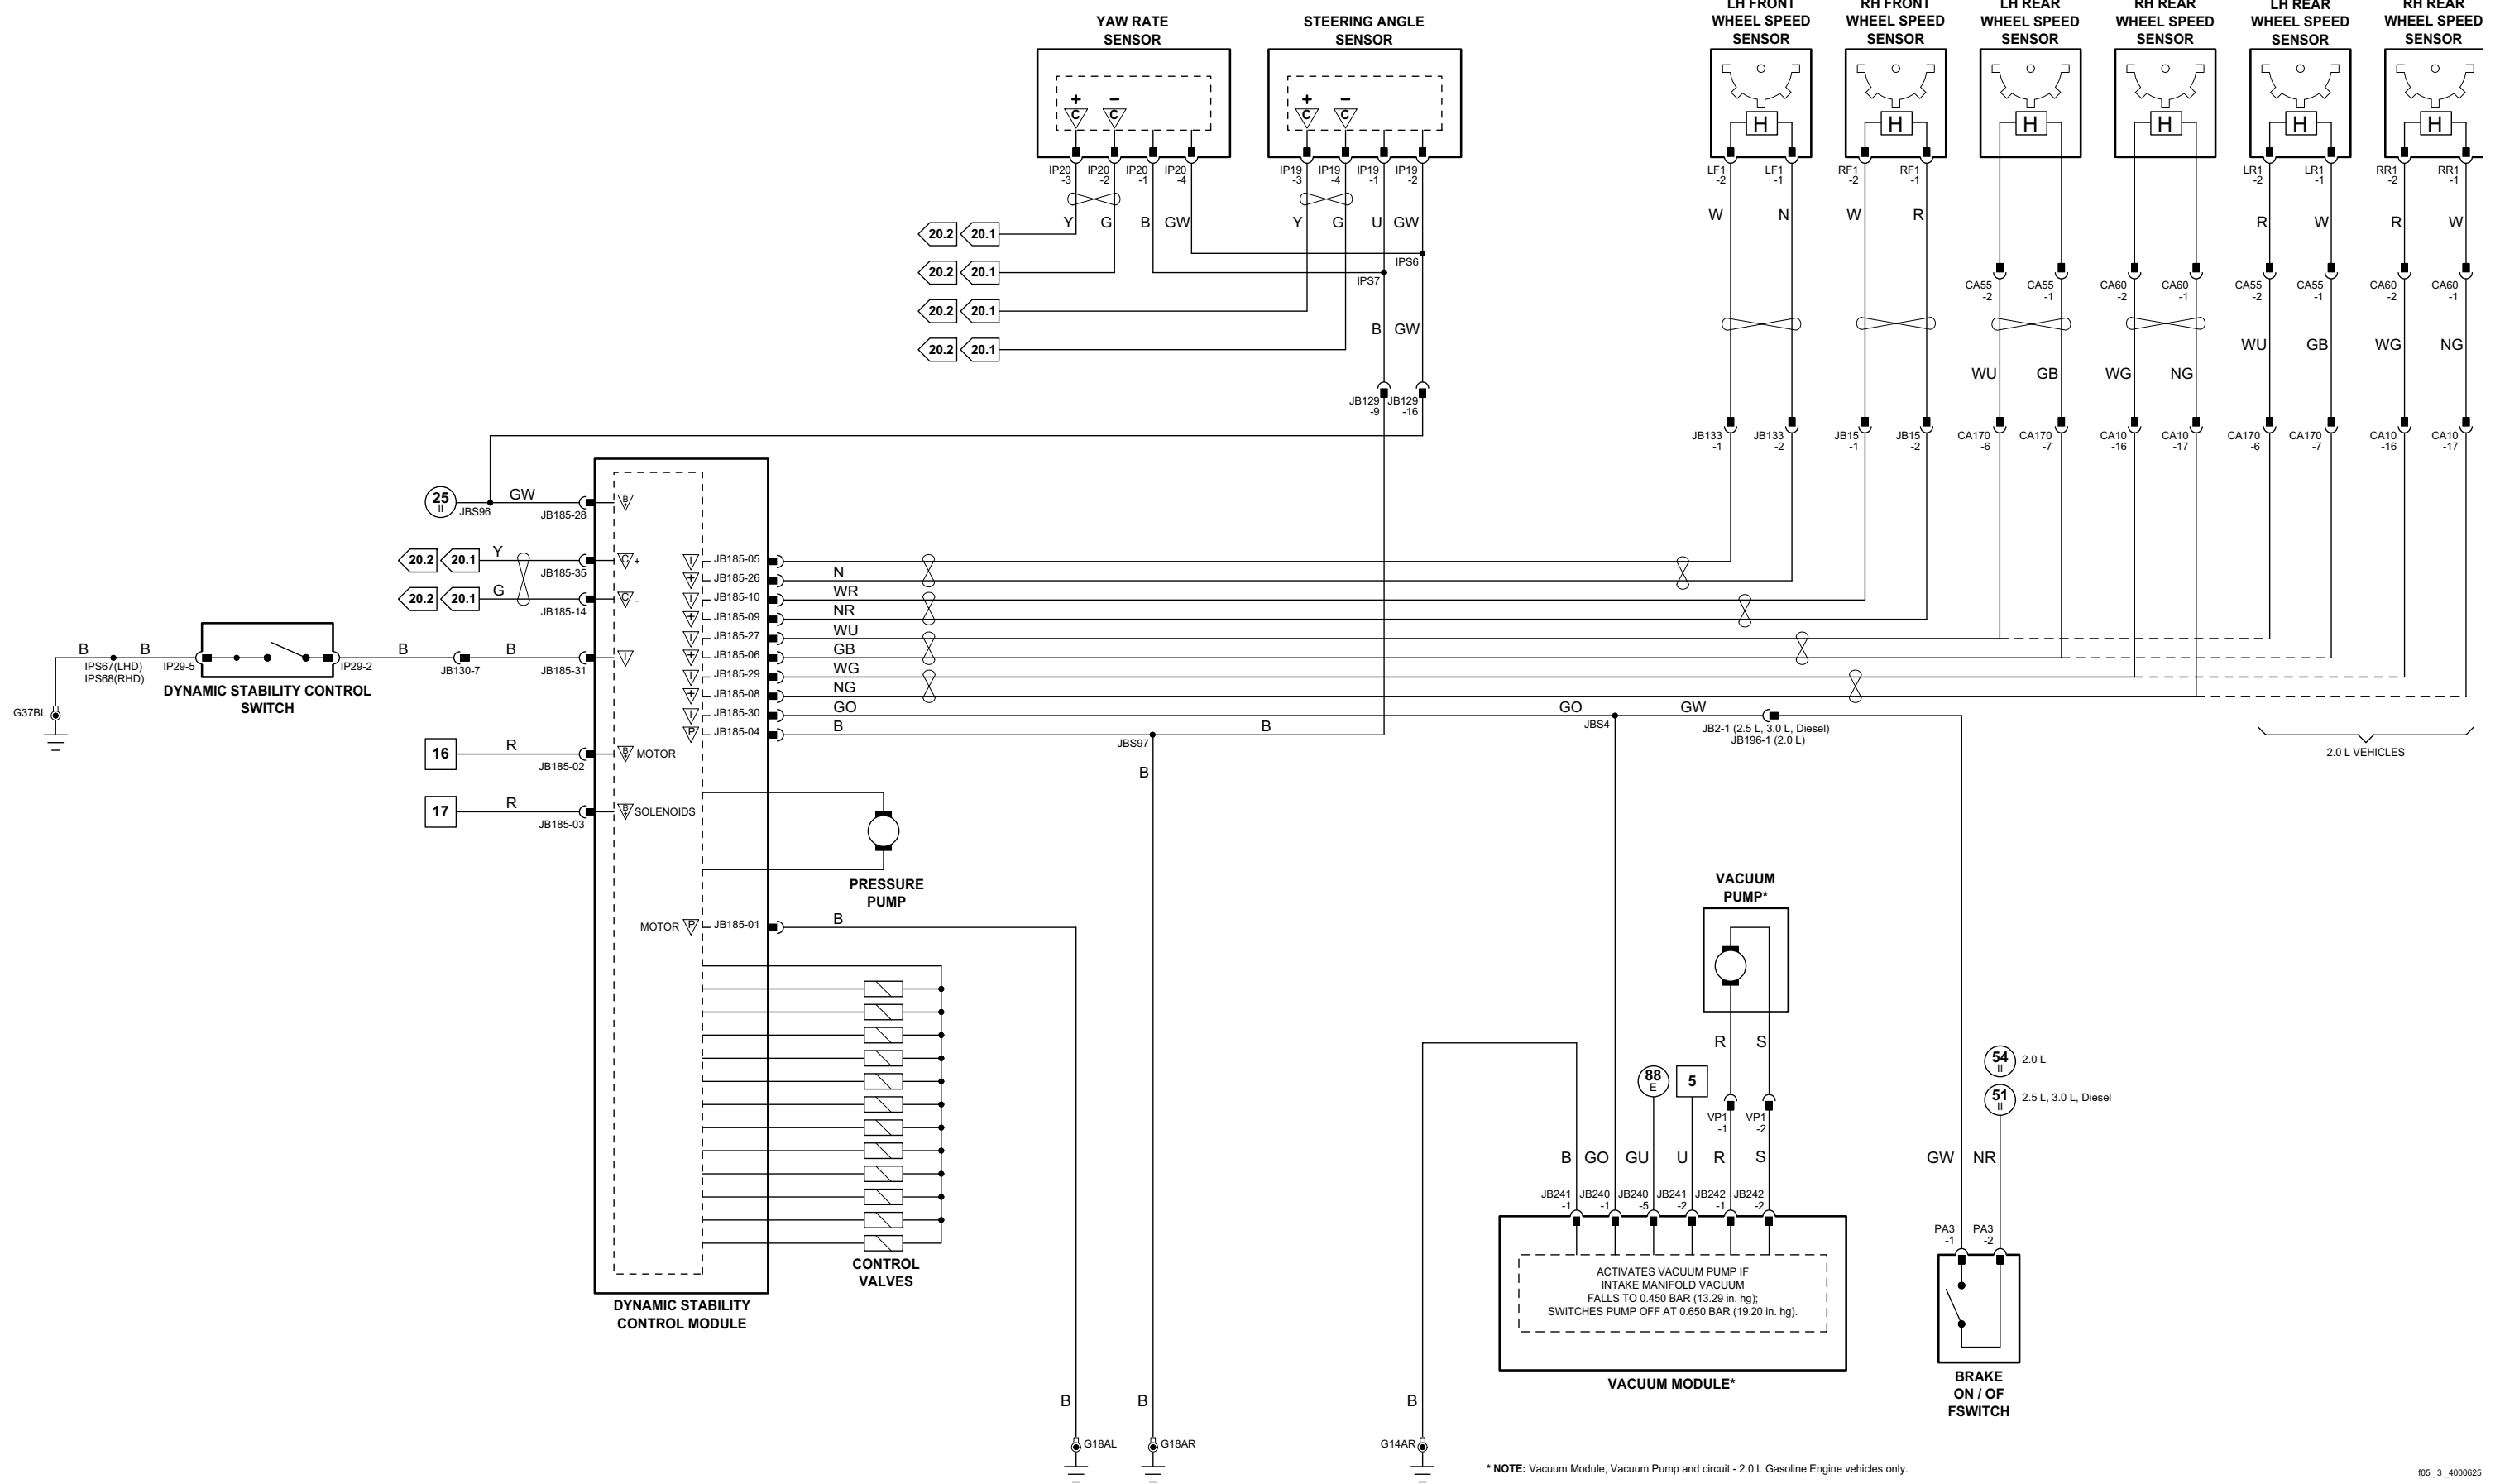 YAW RATE
SENSOR
STEERING ANGLE
SENSOR
LH FRONT
WHEEL SPEED
SENSOR
RH FRONT
WHEEL SPEED
SENSOR
LH REAR
WHEEL SPEED
SENSOR
RH REAR
WHEEL SPEED
SENSOR
LH REAR
WHEEL SPEED
SENSOR
RH REAR
WHEEL SPEED
SENSOR
+ − + −
C C C C
H H H H H H
IP20 -3 IP20 -2 IP20 -1 IP20 -4
IP19 -3 IP19 -4 IP19 -1 IP19 -2
LF1 -2 LF1 -1 RF1 -2 RF1 -1
LR1 -2 LR1 -1 RR1 -2 RR1 -1
Y G B GW Y G U GW
W N W R R W R W
20.2 20.1
20.2 20.1
20.2 20.1
20.2 20.1
IPS6
IPS7
CA55 -2 CA55 -1 CA60 -2 CA60 -1 CA55 -2 CA55 -1 CA60 -2 CA60 -1
B GW
WU GB WG NG
WU GB WG NG
JB129 -9 JB129 -16
JB133 -1 JB133 -2 JB15 -1 JB15 -2 CA170 -6 CA170 -7 CA10 -16 CA10 -17 CA170 -6 CA170 -7 CA10 -16 CA10 -17
25 II
JBS96
GW
JB185-28
B +
20.2 20.1 Y
JB185-35
C +
20.2 20.1 G
JB185-14
C −
I JB185-05
+ JB185-26 N
I JB185-10 WR
+ JB185-09 NR
I JB185-27 WU
+ JB185-06 GB
I JB185-29 WG
+ JB185-08 NG
I JB185-30 GO
P JB185-04 B
B B
IPS67(LHD)
IPS68(RHD)
IP29-5
IP29-2
B
JB130-7
B
JB185-31
I
DYNAMIC STABILITY CONTROL
SWITCH
G37BL
GO
JBS4
GW
JB2-1 (2.5 L, 3.0 L, Diesel)
JB196-1 (2.0 L)
JBS97
B
B
2.0 L VEHICLES
16 R
JB185-02
B + MOTOR
17 R
JB185-03
B + SOLENOIDS
PRESSURE
PUMP
MOTOR P JB185-01 B
CONTROL
VALVES
DYNAMIC STABILITY
CONTROL MODULE
VACUUM
PUMP*
R S
88 E
5
VP1 -1 VP1 -2
54 II 2.0 L
51 II 2.5 L, 3.0 L, Diesel
B GO GU U R S
GW NR
JB241 -1 JB240 -1 JB240 -5 JB241 -2 JB242 -1 JB242 -2
PA3 -1 PA3 -2
ACTIVATES VACUUM PUMP IF
INTAKE MANIFOLD VACUUM
FALLS TO 0.450 BAR (13.29 in. hg);
SWITCHES PUMP OFF AT 0.650 BAR (19.20 in. hg).
VACUUM MODULE*
BRAKE
ON / OF
FSWITCH
B B B
G18AL G18AR G14AR
* NOTE: Vacuum Module, Vacuum Pump and circuit - 2.0 L Gasoline Engine vehicles only.
f05_ 3 _4000625